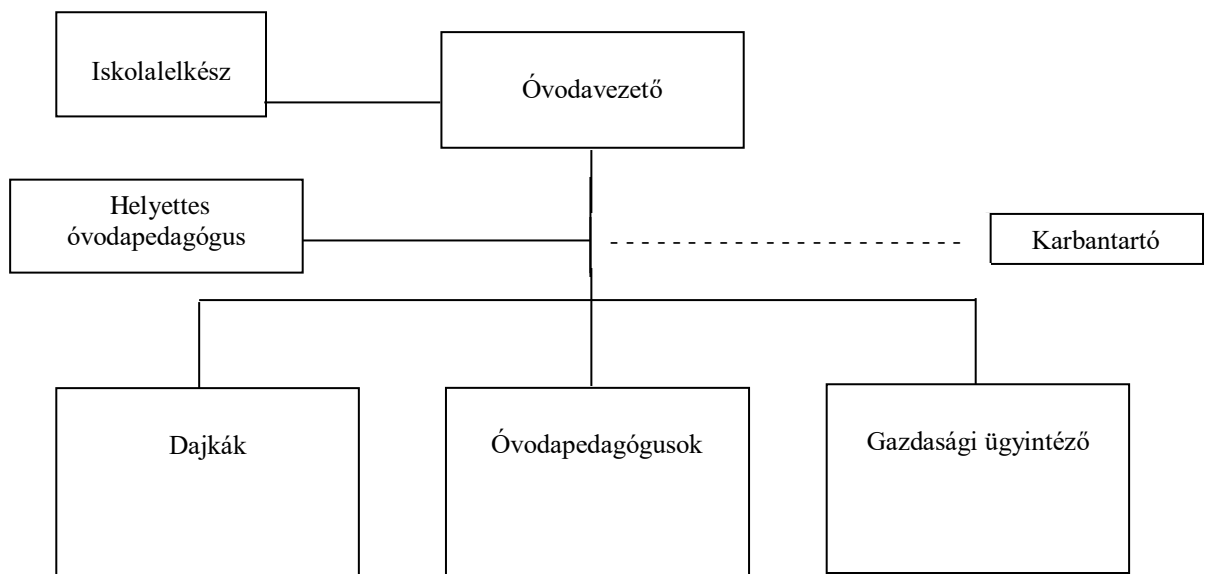 Iskolalelkész
Óvodavezető
Helyettes
óvodapedagógus
Karbantartó
Dajkák
Óvodapedagógusok
Gazdasági ügyintéző